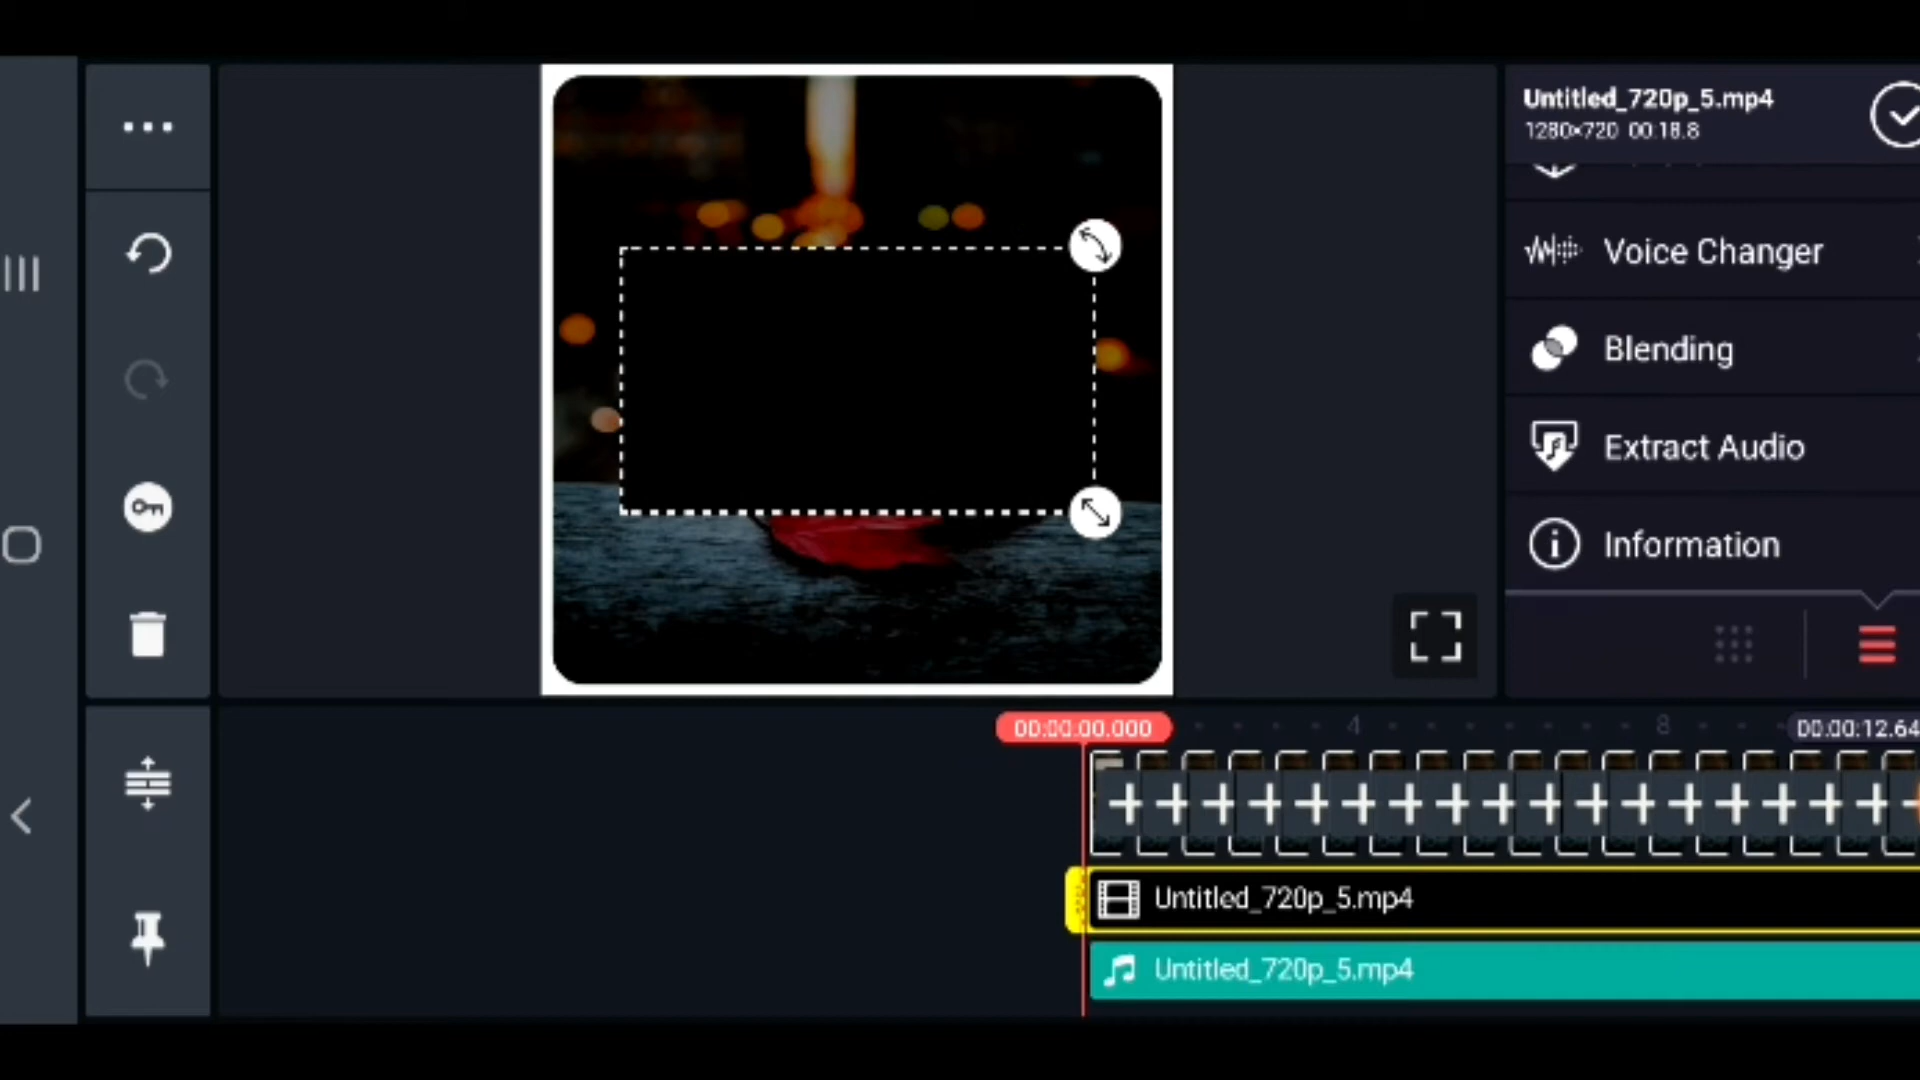 Untitled_720p_5.mp4
1280×720 00:18.8
Voice Changer
Blending
Extract Audio
Information
00:00:00.000
4
8
00:00:12.64
Untitled_720p_5.mp4
Untitled_720p_5.mp4